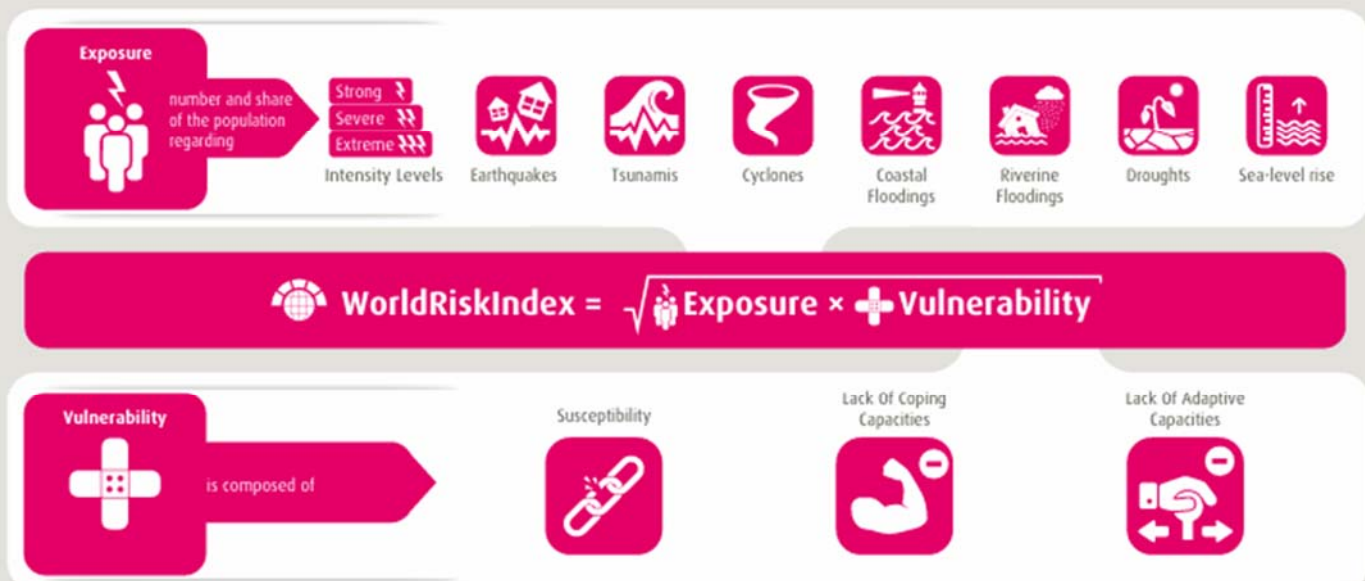 Exposure
number and share
of the population
regarding
Strong
Severe
Extreme
Intensity Levels
Earthquakes
Tsunamis
Cyclones
Coastal
Floodings
Riverine
Floodings
Droughts
Sea-level rise
WorldRiskIndex = √ Exposure × Vulnerability
Vulnerability
is composed of
Susceptibility
Lack Of Coping
Capacities
Lack Of Adaptive
Capacities